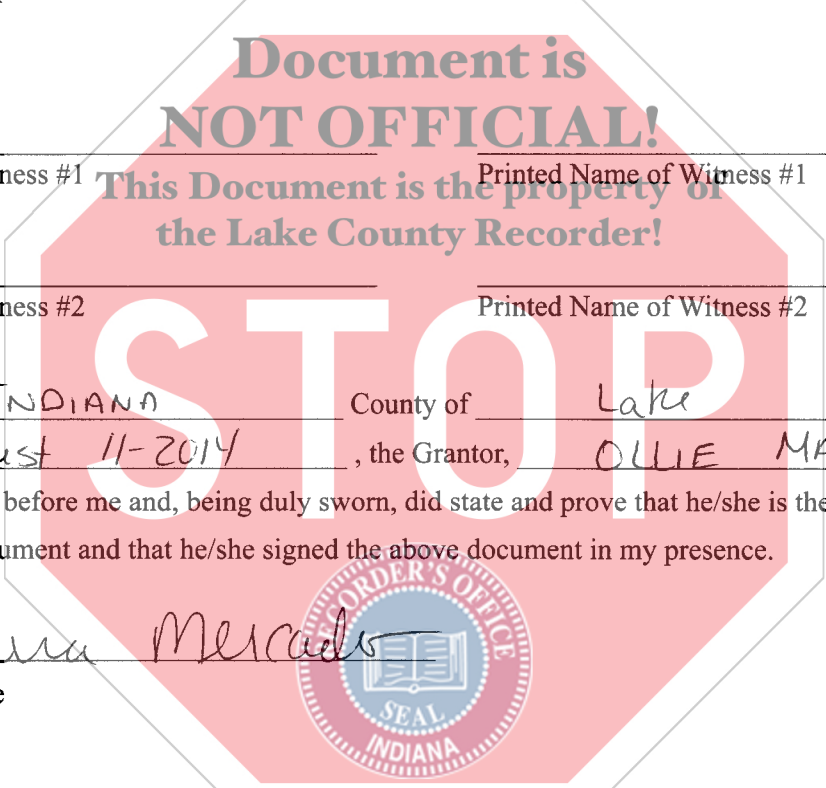 Document is
NOT OFFICIAL!
ness #1 Printed Name of Witness #1
This Document is the property of
the Lake County Recorder!
ness #2 Printed Name of Witness #2
STOP
NDIANA County of Lake
ust 11-2014, the Grantor, OLLIE MA
before me and, being duly sworn, did state and prove that he/she is the
ument and that he/she signed the above document in my presence.
Mercado
e
RECORDER'S OFFICE
SEAL
INDIANA